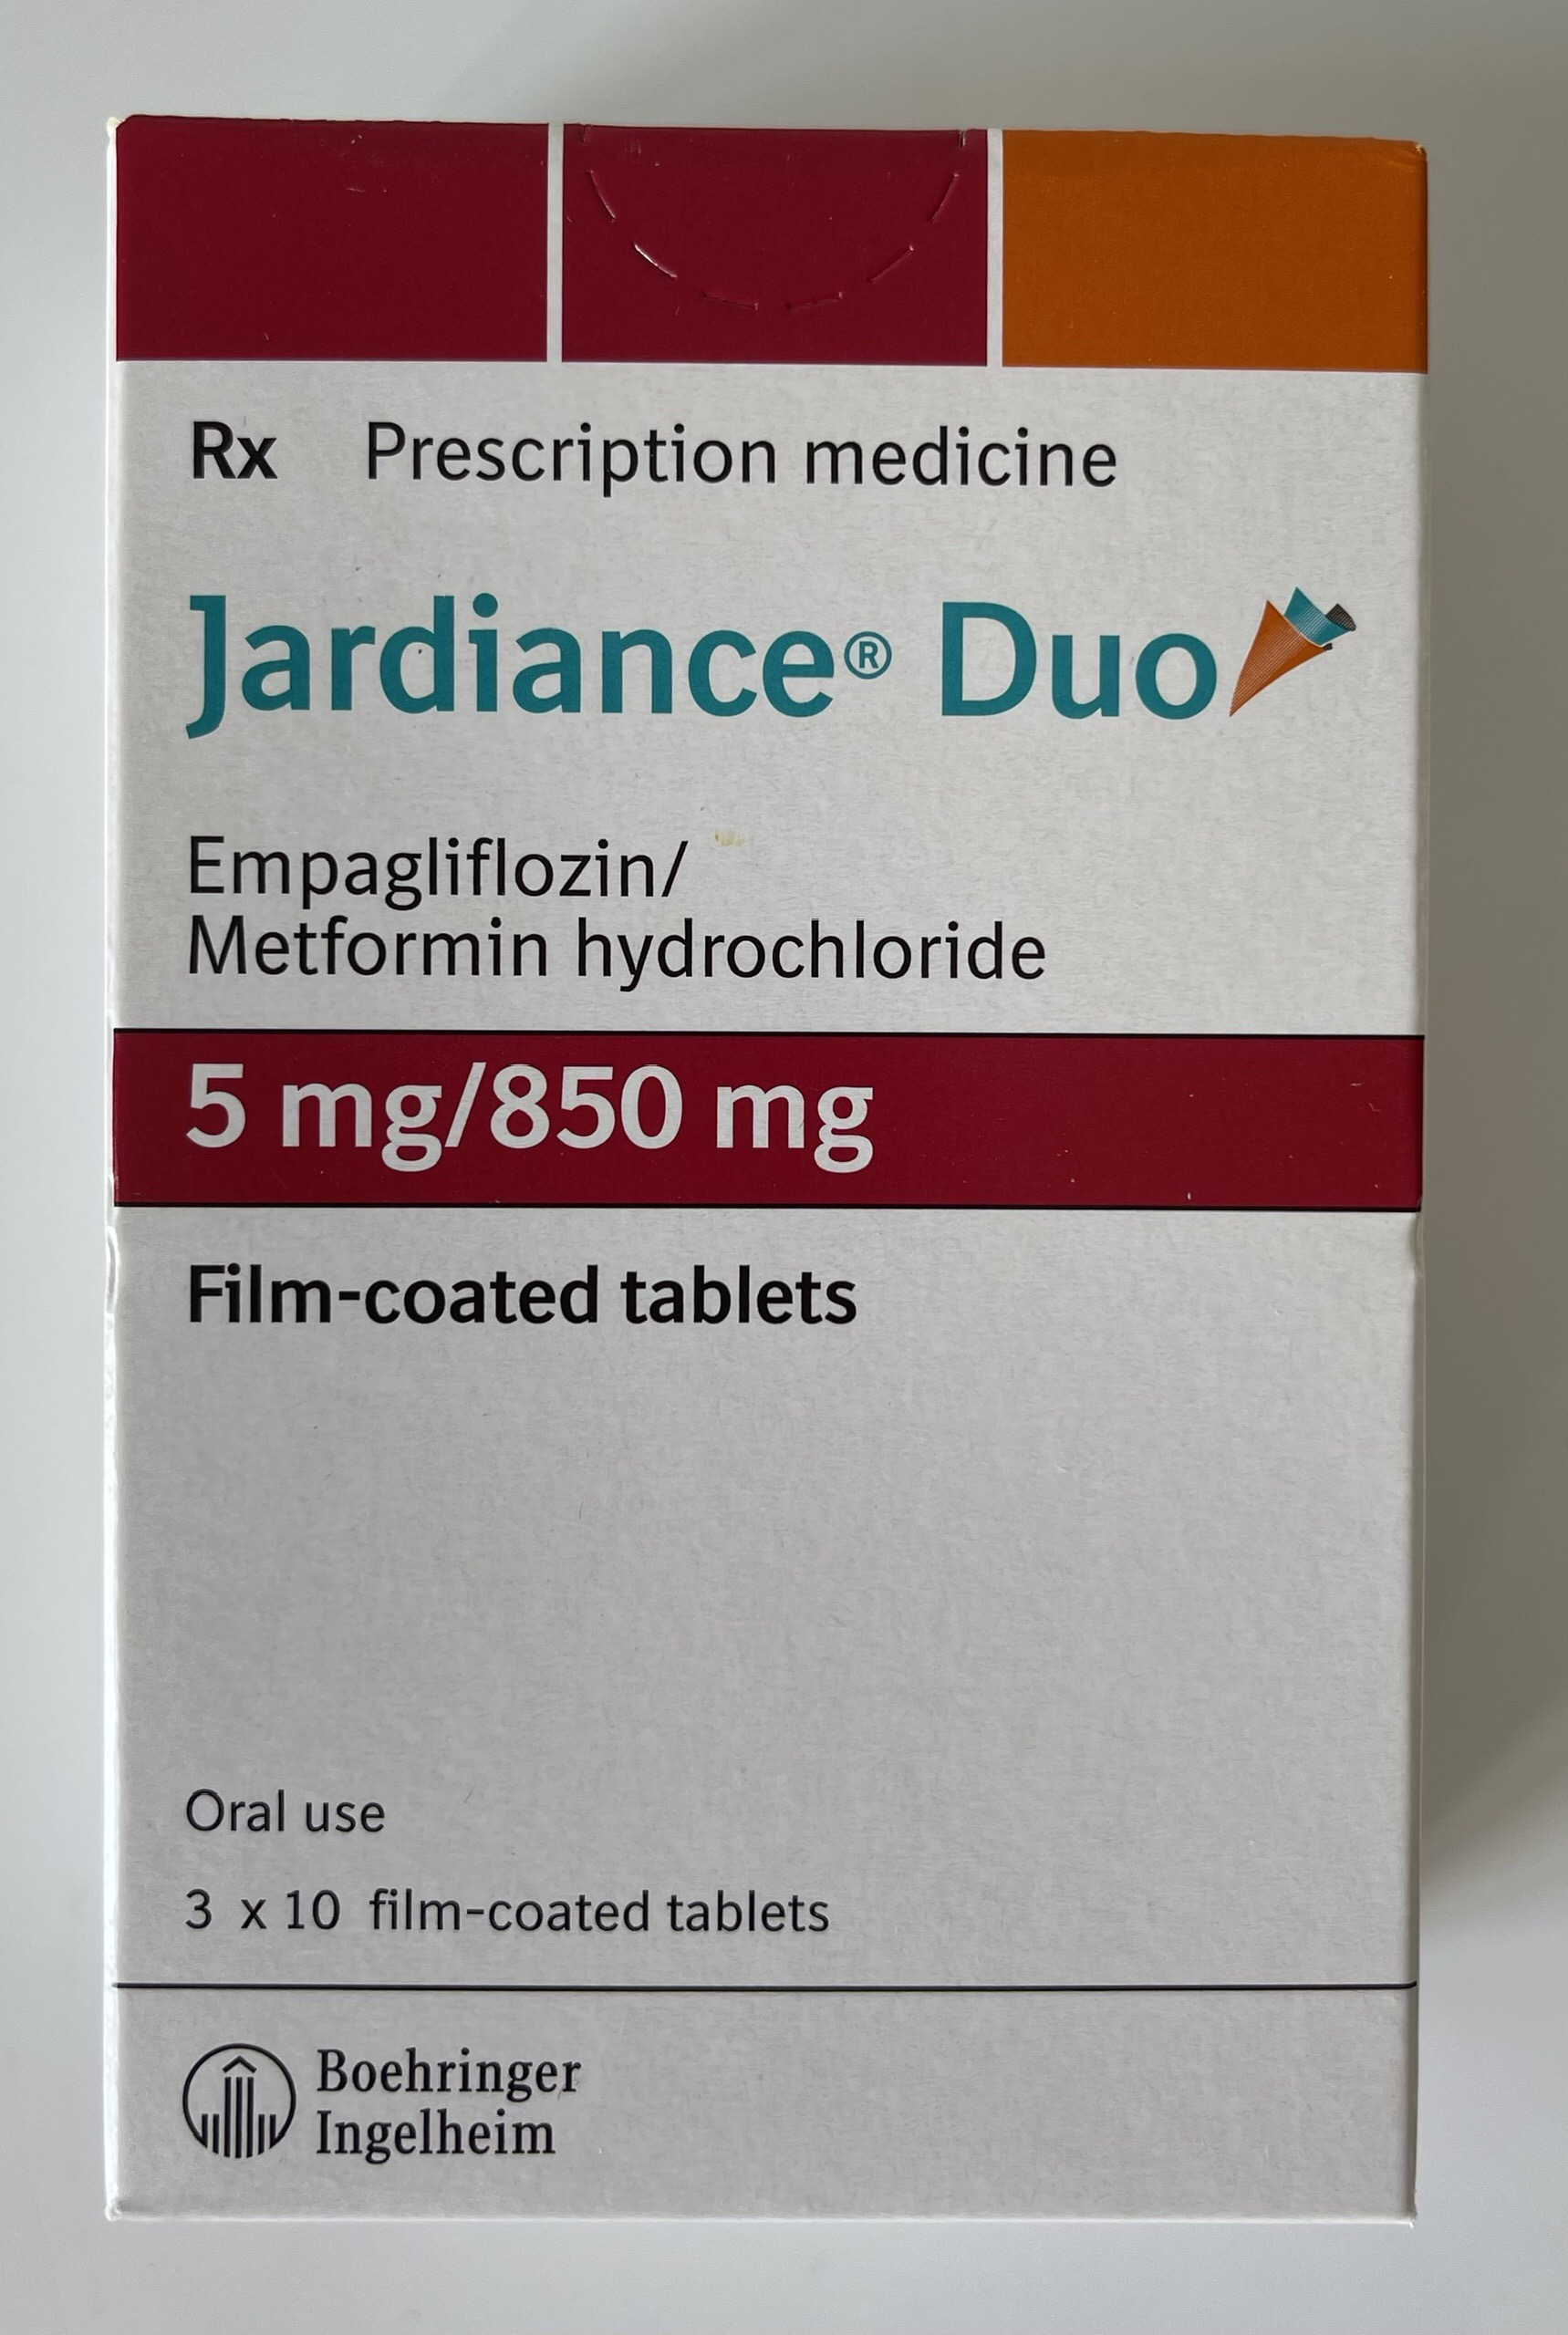 Rx Prescription medicine
Jardiance® Duo
Empagliflozin/
Metformin hydrochloride
5 mg/850 mg
Film-coated tablets
Oral use
3 x 10 film-coated tablets
Boehringer
Ingelheim